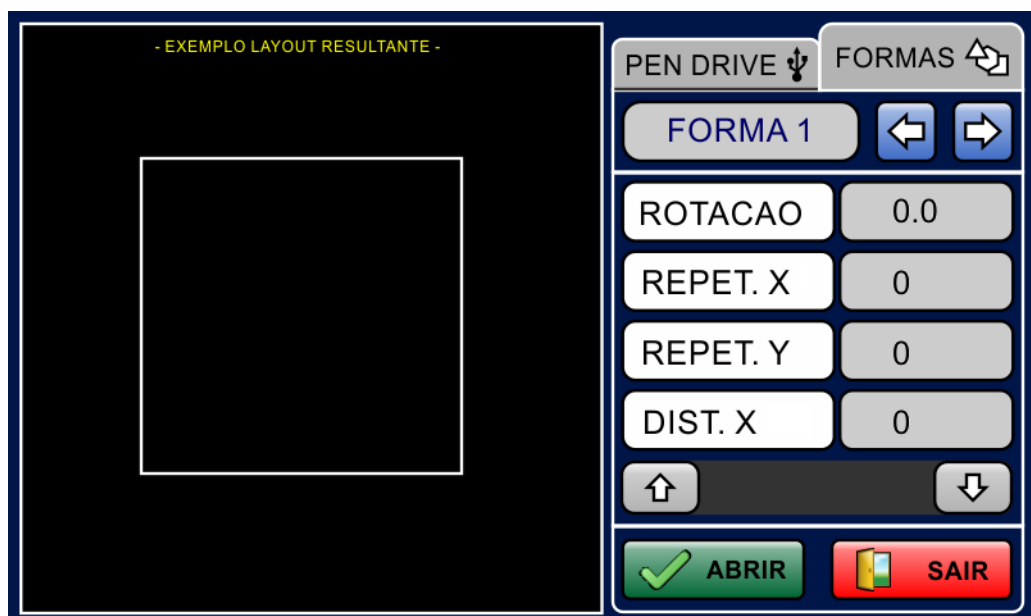 - EXEMPLO LAYOUT RESULTANTE -
PEN DRIVE
FORMAS
FORMA 1
ROTACAO 0.0
REPET. X 0
REPET. Y 0
DIST. X 0
ABRIR
SAIR